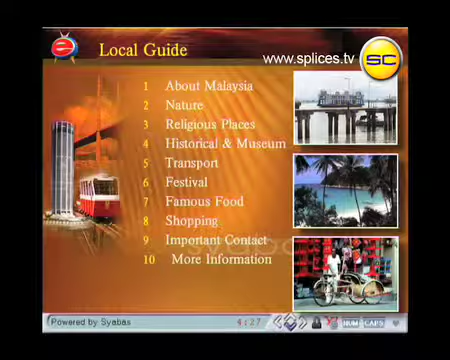 Local Guide
www.splices.tv
SC
1 About Malaysia
2 Nature
3 Religious Places
4 Historical & Museum
5 Transport
6 Festival
7 Famous Food
8 Shopping
9 Important Contact
10 More Information
Powered by Syabas
4:27
NUM CAPS